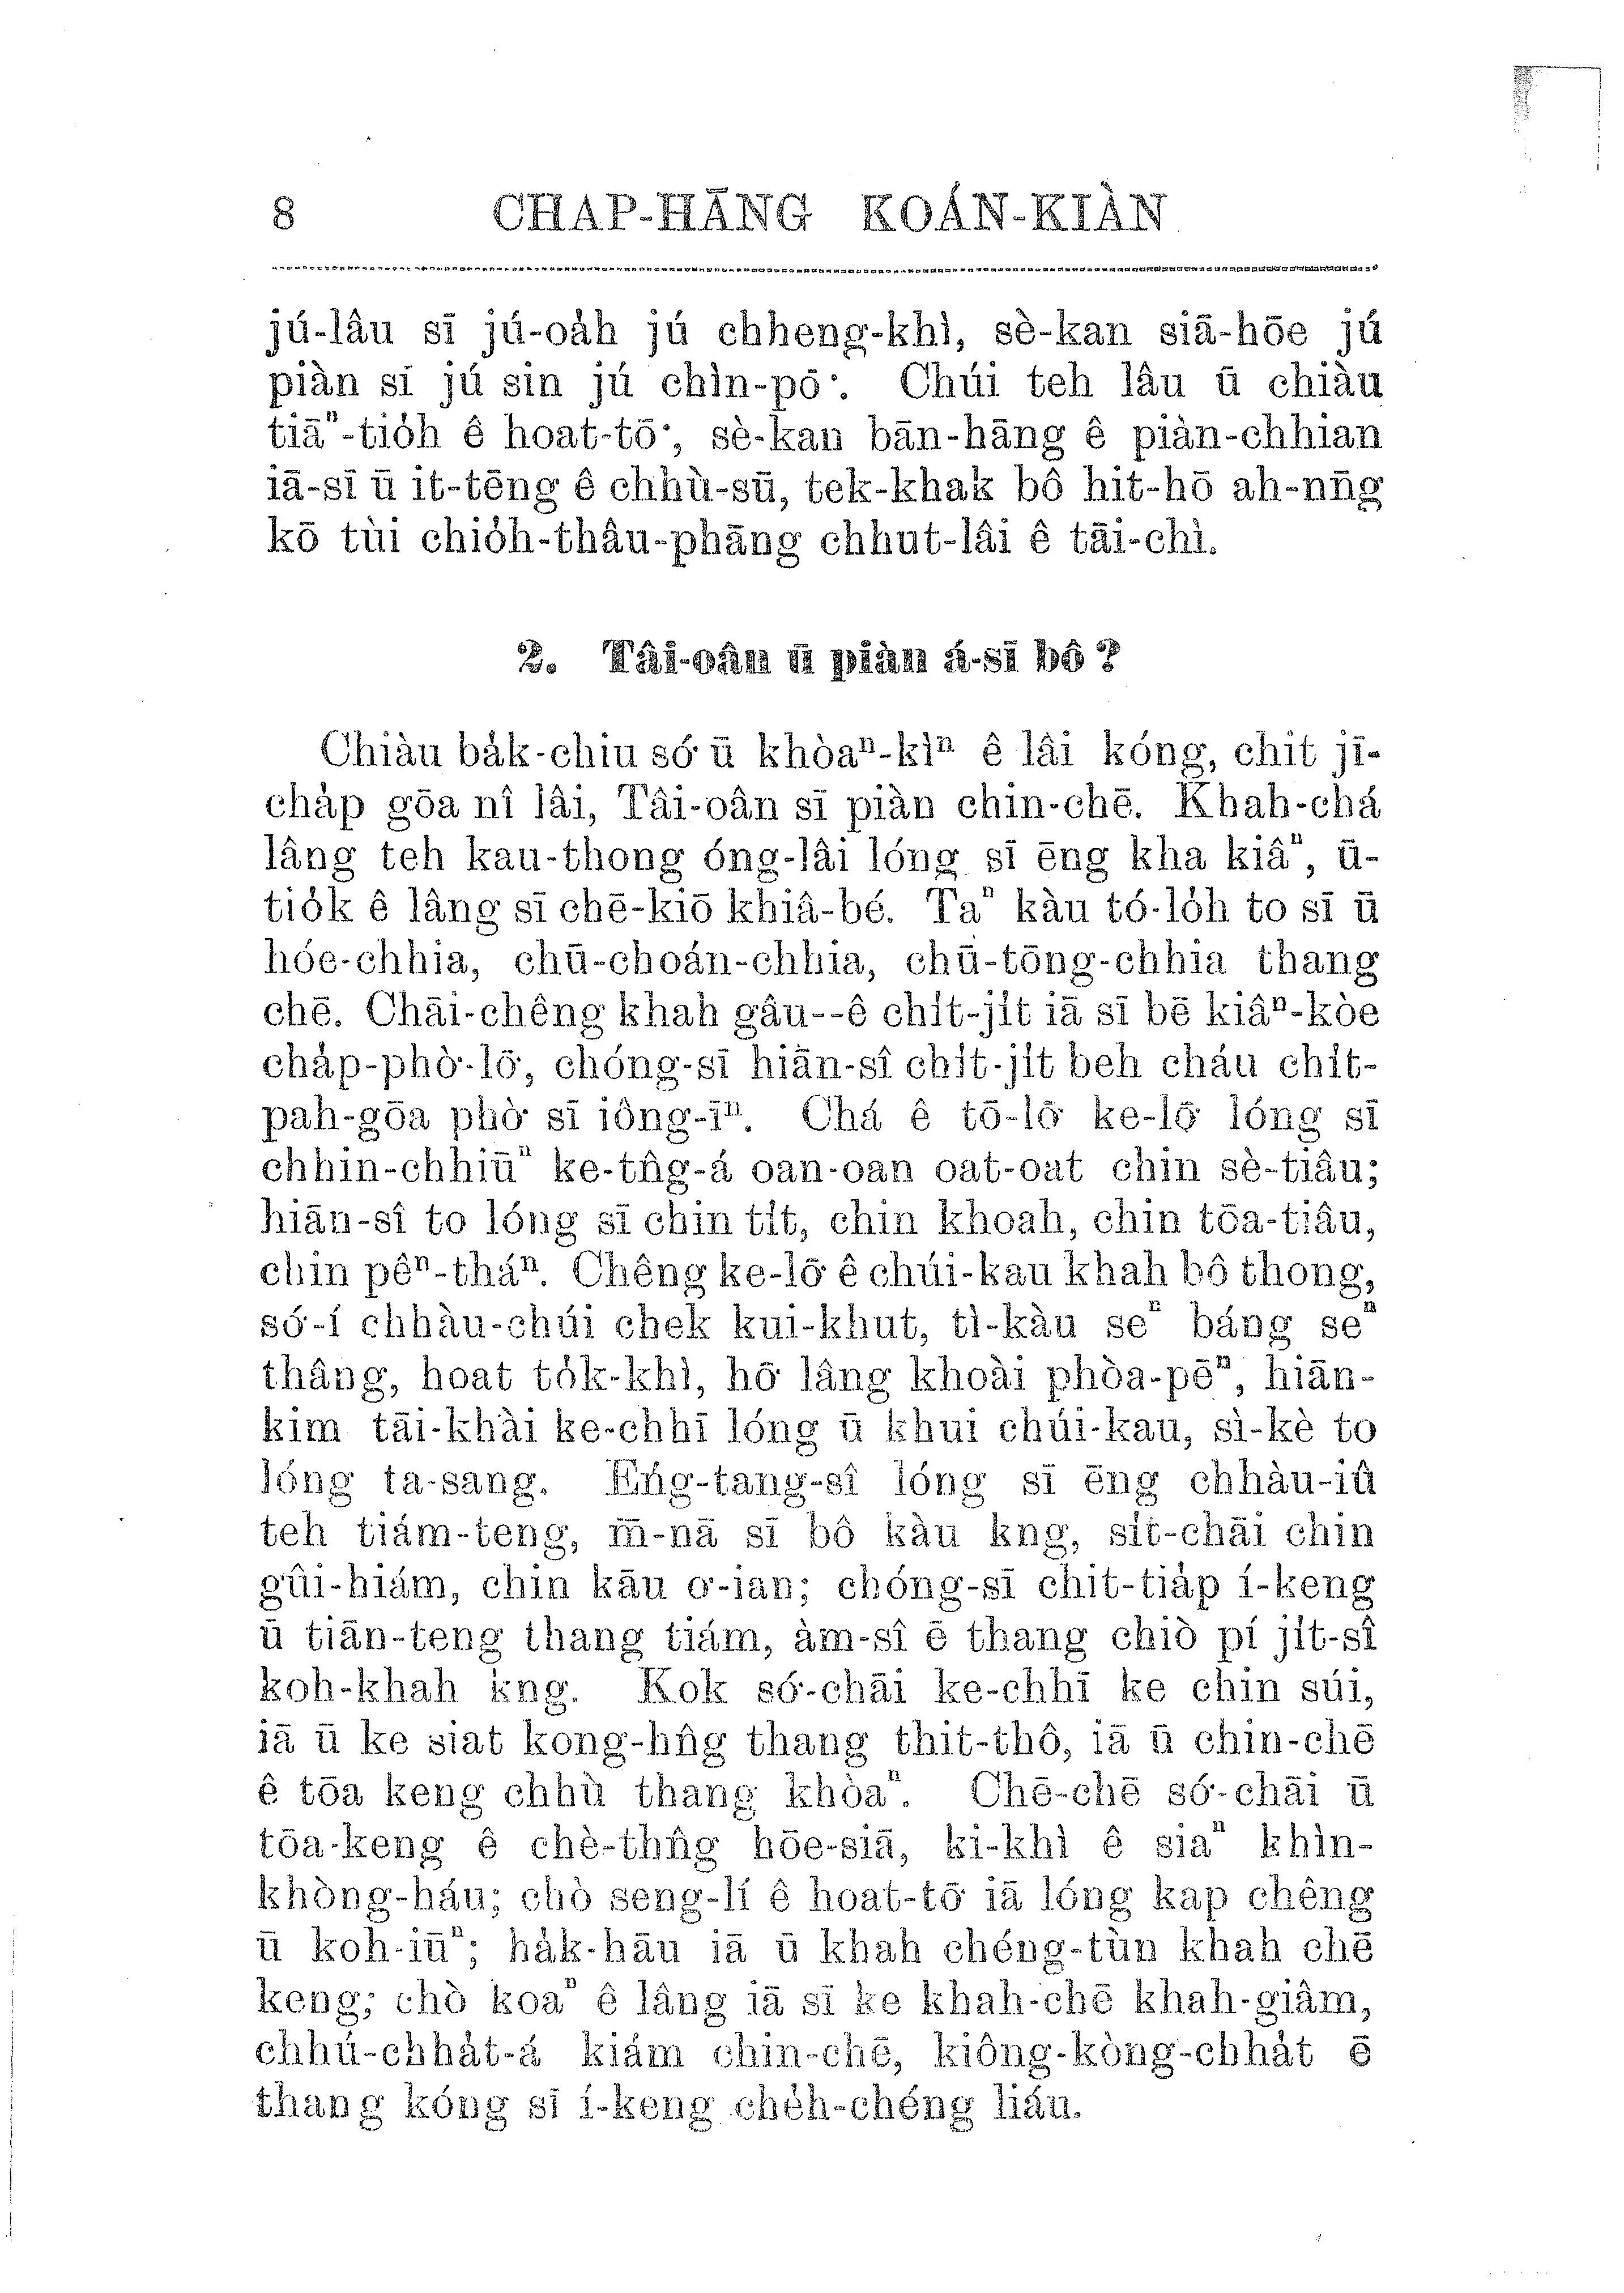 8 CHAP-HĀNG KOÁN-KIÀN
jú-lâu sī jú-oa̍h jú chheng-khì, sè-kan siā-hōe jú
piàn sī jú sin jú chìn-pō͘. Chúi teh lâu ū chiàu
tiāⁿ-tio̍h ê hoat-tō͘, sè-kan bān-hāng ê piàn-chhian
iā-sī ū it-tēng ê chhù-sū, tek-khak bô hit-hō ah-nn̄g
kō tùi chio̍h-thâu-phāng chhut-lâi ê tāi-chì.
2. Tâi-oân ū piàn á-sī bô?
Chiàu ba̍k-chiu só͘ ū khòaⁿ-kìⁿ ê lâi kóng, chit jī-
cha̍p gōa nî lâi, Tâi-oân sī piàn chin-chē. Khah-chá
lâng teh kau-thong óng-lâi lóng sī ēng kha kiâⁿ, ū-
tio̍k ê lâng sī chē-kiō khiâ-bé. Taⁿ kàu tó-lo̍h to sī ū
hóe-chhia, chū-choán-chhia, chū-tōng-chhia thang
chē. Chāi-chêng khah gâu--ê chi̍t-ji̍t iā sī bē kiâⁿ-kòe
cha̍p-phò͘-lō͘, chóng-sī hiān-sî chi̍t-ji̍t beh cháu chi̍t-
pah-gōa phò͘ sī iông-īⁿ. Chá ê tō-lō͘ ke-lō͘ lóng sī
chhin-chhiūⁿ ke-tn̂g-á oan-oan oat-oat chin sè-tiâu;
hiān-sî to lóng sī chin ti̍t, chin khoah, chin tōa-tiâu,
chin pêⁿ-tháⁿ. Chêng ke-lō͘ ê chúi-kau khah bô thong,
só͘-í chhàu-chúi chek kui-khut, tì-kàu seⁿ báng seⁿ
thâng, hoat to̍k-khì, hō͘ lâng khoài phòa-pēⁿ, hiān-
kim tāi-khài ke-chhī lóng ū khui chúi-kau, sì-kè to
lóng ta-sang. Eńg-tang-sî lóng sī ēng chhàu-iû
teh tiám-teng, m̄-nā sī bô kàu kng, si̍t-chāi chin
gûi-hiám, chin kāu o͘-ian; chóng-sī chit-tia̍p í-keng
ū tiān-teng thang tiám, àm-sî ē thang chiò pí ji̍t-sî
koh-khah kng. Kok só͘-chāi ke-chhī ke chin súi,
iā ū ke siat kong-hn̂g thang thit-thô, iā ū chin-chē
ê tōa keng chhù thang khòaⁿ. Chē-chē só͘-chāi ū
tōa-keng ê chè-thn̂g hōe-siā, ki-khì ê siaⁿ khìn-
khòng-háu; chò seng-lí ê hoat-tō͘ iā lóng kap chêng
ū koh-iūⁿ; ha̍k-hāu iā ū khah chéng-tùn khah chē
keng; chò koaⁿ ê lâng iā sī ke khah-chē khah-giâm,
chhú-chha̍t-á kiám chin-chē, kiông-kòng-chha̍t ē
thang kóng sī í-keng che̍h-chéng liáu.